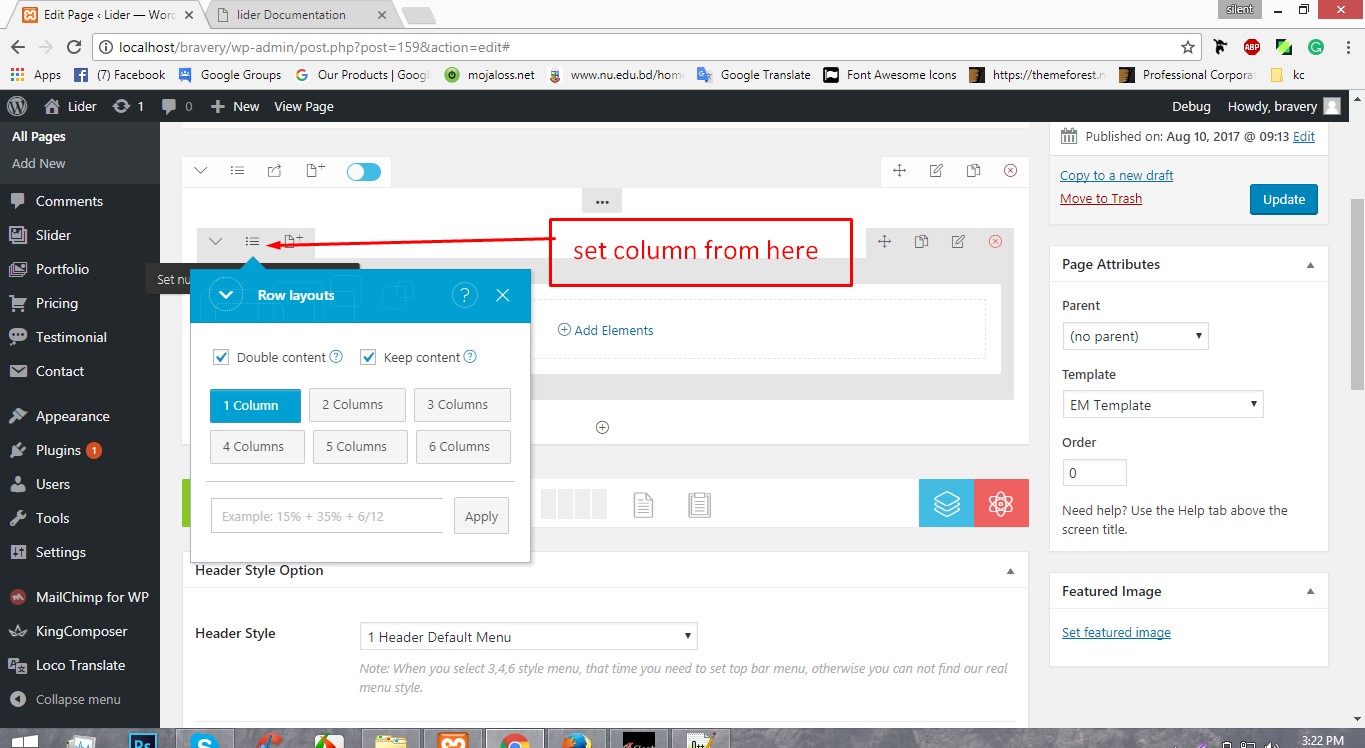 Edit Page ‹ Lider — Word
lider Documentation
silent
localhost/bravery/wp-admin/post.php?post=159&action=edit#
ABP
Apps
(7) Facebook
Google Groups
Our Products | Googl
mojaloss.net
www.nu.edu.bd/hom
Google Translate
Font Awesome Icons
https://themeforest.n
Professional Corpora
kc
Lider
1
0
New
View Page
Debug
Howdy, bravery
All Pages
Add New
Comments
Slider
Portfolio
Pricing
Testimonial
Contact
Appearance
Plugins 1
Users
Tools
Settings
MailChimp for WP
KingComposer
Loco Translate
Collapse menu
set column from here
Set nu
Row layouts
?
Double content ?
Keep content ?
1 Column
2 Columns
3 Columns
4 Columns
5 Columns
6 Columns
Example: 15% + 35% + 6/12
Apply
Add Elements
Header Style Option
Header Style
1 Header Default Menu
Note: When you select 3,4,6 style menu, that time you need to set top bar menu, otherwise you can not find our real
menu style.
Published on: Aug 10, 2017 @ 09:13 Edit
Copy to a new draft
Move to Trash
Update
Page Attributes
Parent
(no parent)
Template
EM Template
Order
0
Need help? Use the Help tab above the
screen title.
Featured Image
Set featured image
Ps
3:22 PM